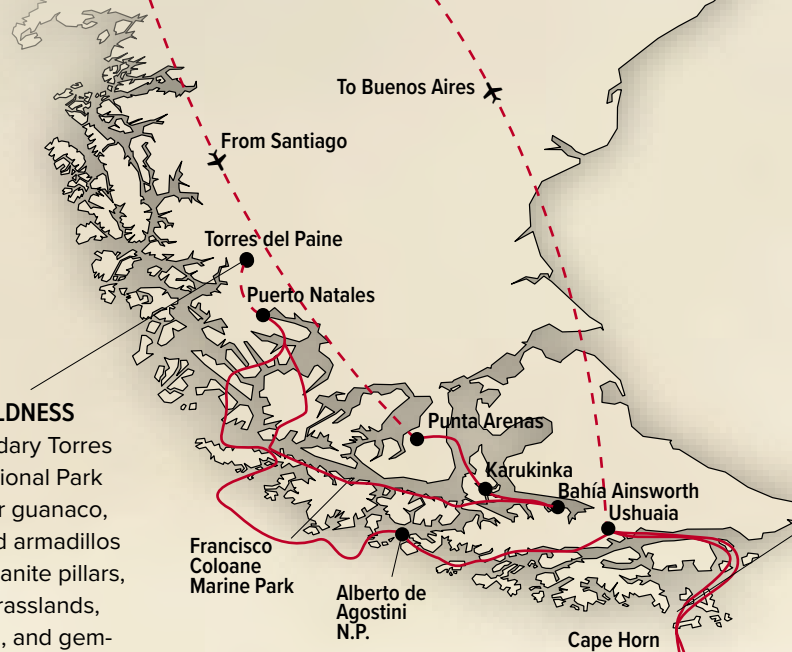 To Buenos Aires
From Santiago
Torres del Paine
Puerto Natales
LDNESS
dary Torres
ional Park
r guanaco,
d armadillos
anite pillars,
rasslands,
, and gem-
Punta Arenas
Karukinka
Bahía Ainsworth
Ushuaia
Francisco
Coloane
Marine Park
Alberto de
Agostini
N.P.
Cape Horn